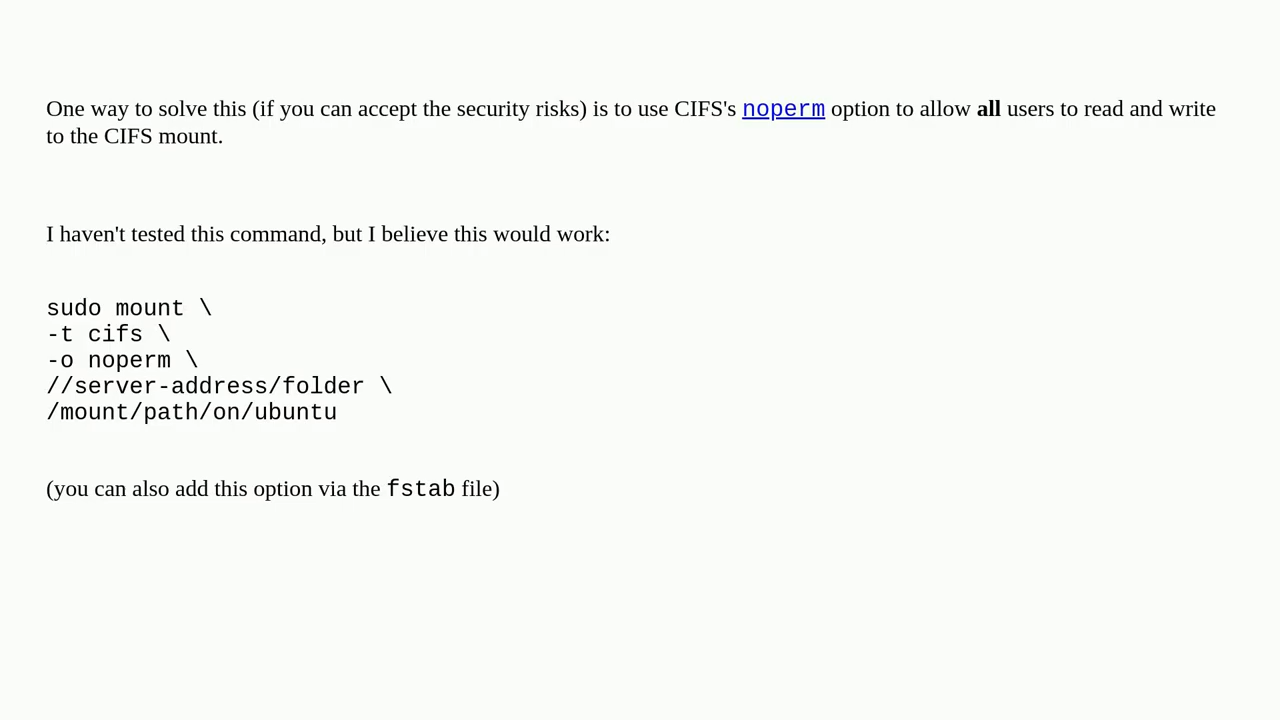 One way to solve this (if you can accept the security risks) is to use CIFS's noperm option to allow all users to read and write
to the CIFS mount.
I haven't tested this command, but I believe this would work:
sudo mount \
-t cifs \
-o noperm \
//server-address/folder \
/mount/path/on/ubuntu
(you can also add this option via the fstab file)